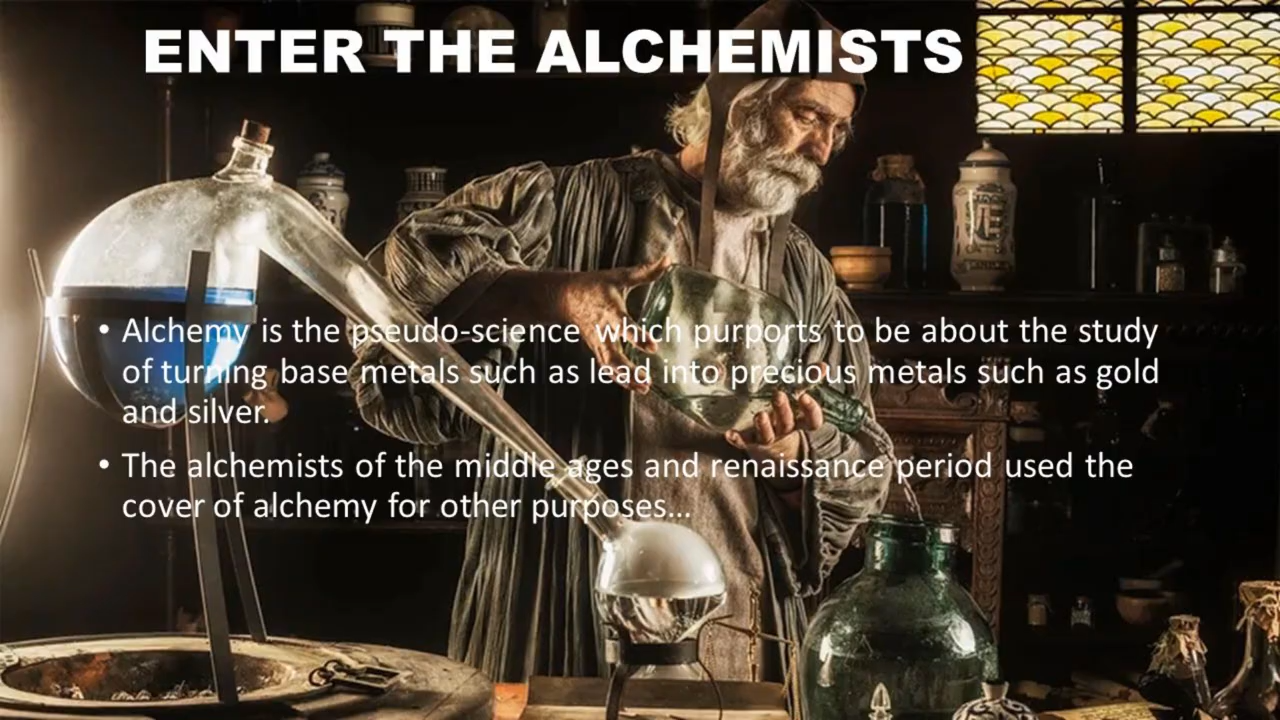 ENTER THE ALCHEMISTS
• Alchemy is the pseudo-science which purports to be about the study
of turning base metals such as lead into precious metals such as gold
and silver.
• The alchemists of the middle ages and renaissance period used the
cover of alchemy for other purposes...